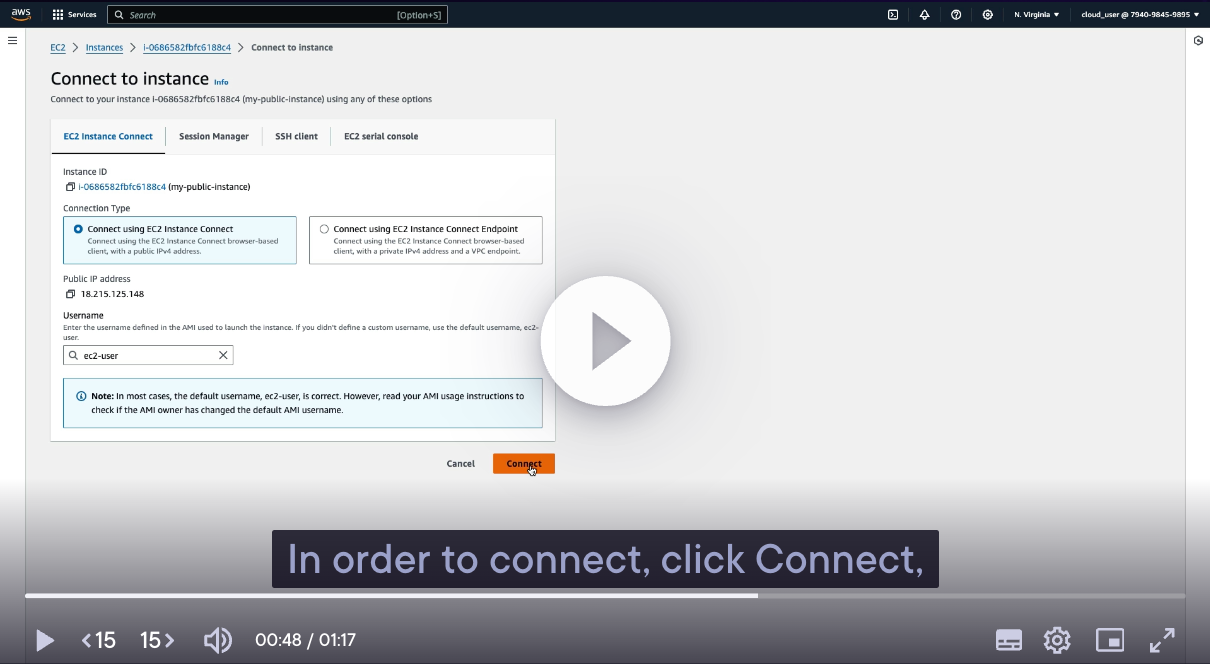 aws
Services
Search
[Option+S]
N. Virginia
cloud_user @ 7940-9845-9895
EC2
Instances
i-0686582fbfc6188c4
Connect to instance
Connect to instance Info
Connect to your instance i-0686582fbfc6188c4 (my-public-instance) using any of these options
EC2 Instance Connect
Session Manager
SSH client
EC2 serial console
Instance ID
i-0686582fbfc6188c4 (my-public-instance)
Connection Type
Connect using EC2 Instance Connect
Connect using the EC2 Instance Connect browser-based
client, with a public IPv4 address.
Connect using EC2 Instance Connect Endpoint
Connect using the EC2 Instance Connect browser-based
client, with a private IPv4 address and a VPC endpoint.
Public IP address
18.215.125.148
Username
Enter the username defined in the AMI used to launch the instance. If you didn't define a custom username, use the default username, ec2-
user.
ec2-user
Note: In most cases, the default username, ec2-user, is correct. However, read your AMI usage instructions to
check if the AMI owner has changed the default AMI username.
Cancel
Connect
In order to connect, click Connect,
<15
15>
00:48 / 01:17